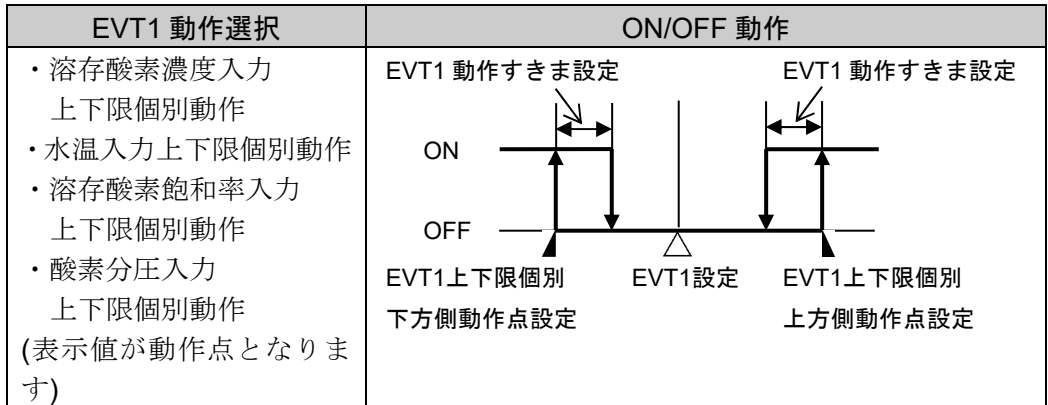 EVT1 動作選択
ON/OFF 動作
・溶存酸素濃度入力
上下限個別動作
・水温入力上下限個別動作
・溶存酸素飽和率入力
上下限個別動作
・酸素分圧入力
上下限個別動作
(表示値が動作点となりま
す)
EVT1 動作すきま設定
EVT1 動作すきま設定
ON
OFF
EVT1上下限個別
下方側動作点設定
EVT1設定
EVT1上下限個別
上方側動作点設定